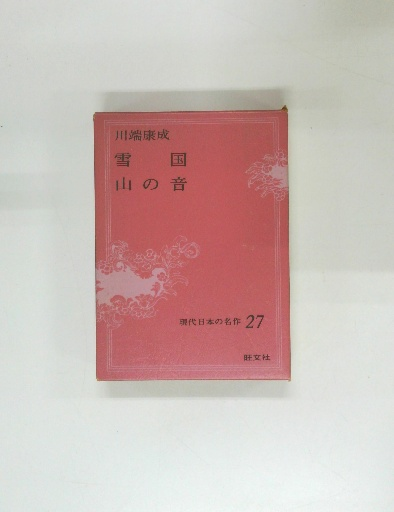 川端康成
雪国
山の音
現代日本の名作 27
旺文社